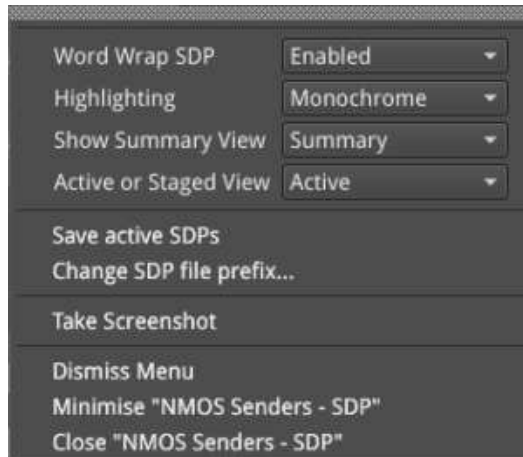 Word Wrap SDP Enabled
Highlighting Monochrome
Show Summary View Summary
Active or Staged View Active
Save active SDPs
Change SDP file prefix...
Take Screenshot
Dismiss Menu
Minimise "NMOS Senders - SDP"
Close "NMOS Senders - SDP"